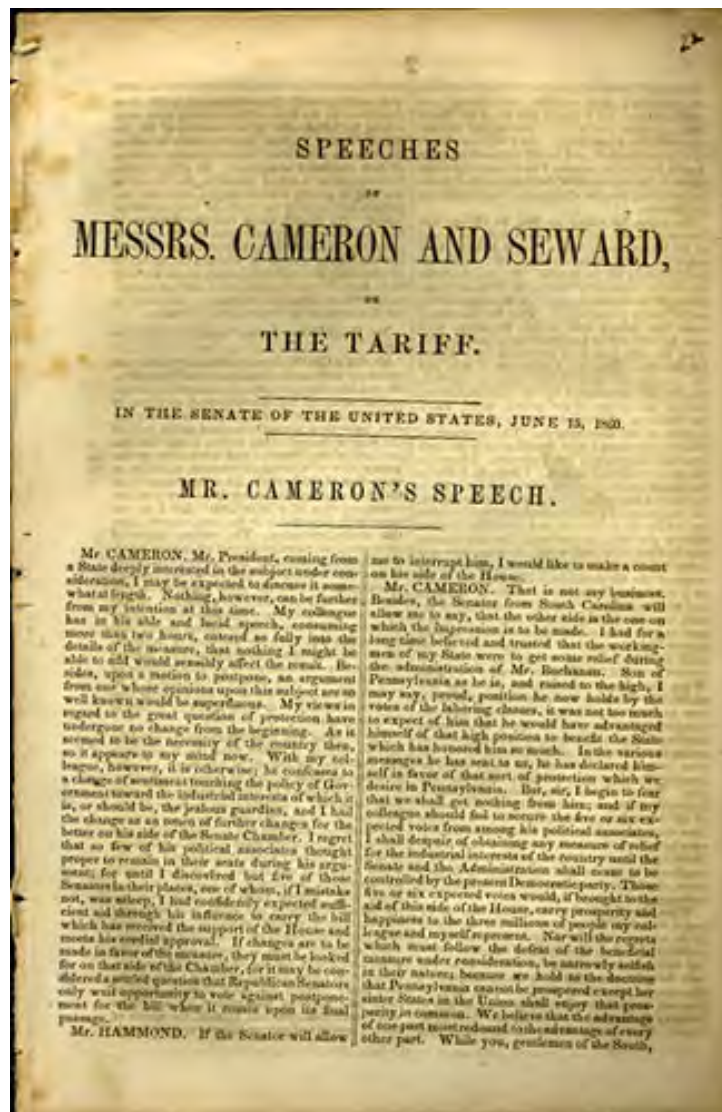 SPEECHES
OF
MESSRS. CAMERON AND SEWARD,
ON
THE TARIFF.
IN THE SENATE OF THE UNITED STATES, JUNE 15, 1860.
MR. CAMERON'S SPEECH.
Mr. CAMERON. Mr. President, coming from
a State deeply interested in the subject under con-
sideration, I may be expected to discuss it some-
what at length. Nothing, however, can be further
from my intention at this time. My colleague
has in his able and lucid speech, consuming
more than two hours, entered so fully into the
details of the measure, that nothing I might be
able to add would sensibly affect the result. Be-
sides, upon a motion to postpone, an argument
from one whose opinions upon this subject are so
well known would be superfluous. My views in
regard to the great question of protection have
undergone no change from the beginning. As it
seemed to be the necessity of the country then,
so it appears to my mind now. With my col-
league, however, it is otherwise; he confesses to
a change of sentiment touching the policy of Gov-
ernment toward the industrial interests of which it
is, or should be, the jealous guardian, and I had
the change as an omen of further changes for the
better on his side of the Senate Chamber. I regret
that so few of his political associates thought
proper to remain in their seats during his argu-
ment; for until I discovered but five of those
Senators in their places, one of whom, if I mistake
not, was asleep, I had confidently expected suffi-
cient aid through his influence to carry the bill
which has received the support of the House and
meets his cordial approval. If changes are to be
made in favor of the measure, they must be looked
for on that side of the Chamber, for it may be con-
sidered a settled question that Republican Senators
only wait opportunity to vote against postpone-
ment for the bill when it comes upon its final
passage.
Mr. HAMMOND. If the Senator will allow
me to interrupt him, I would like to make a count
on his side of the House.
Mr. CAMERON. That is not my business.
Besides, the Senator from South Carolina will
allow me to say, that the other side is the one on
which the impression is to be made. I had for a
long time believed and trusted that the working-
men of my State were to get some relief during
the administration of Mr. Buchanan. Son of
Pennsylvania as he is, and raised to the high, I
may say, proud, position he now holds by the
votes of the laboring classes, it was not too much
to expect of him that he would have advantaged
himself of that high position to benefit the State
which has honored him so much. In the various
messages he has sent to us, he has declared him-
self in favor of that sort of protection which we
desire in Pennsylvania. But, sir, I begin to fear
that we shall get nothing from him; and if my
colleague should fail to secure the five or six ex-
pected votes from among his political associates,
I shall despair of obtaining any measure of relief
for the industrial interests of the country until the
Senate and the Administration shall cease to be
controlled by the present Democratic party. Those
five or six expected votes would, if brought to the
aid of this side of the House, carry prosperity and
happiness to the three millions of people my col-
league and myself represent. Nor will the regrets
which must follow the defeat of the beneficial
measure under consideration, be narrowly selfish
in their nature; because we hold to the doctrine
that Pennsylvania cannot be prospered except her
sister States in the Union shall enjoy that pros-
perity in common. We believe that the advantage
of one part must redound to the advantage of every
other part. While you, gentlemen of the South,